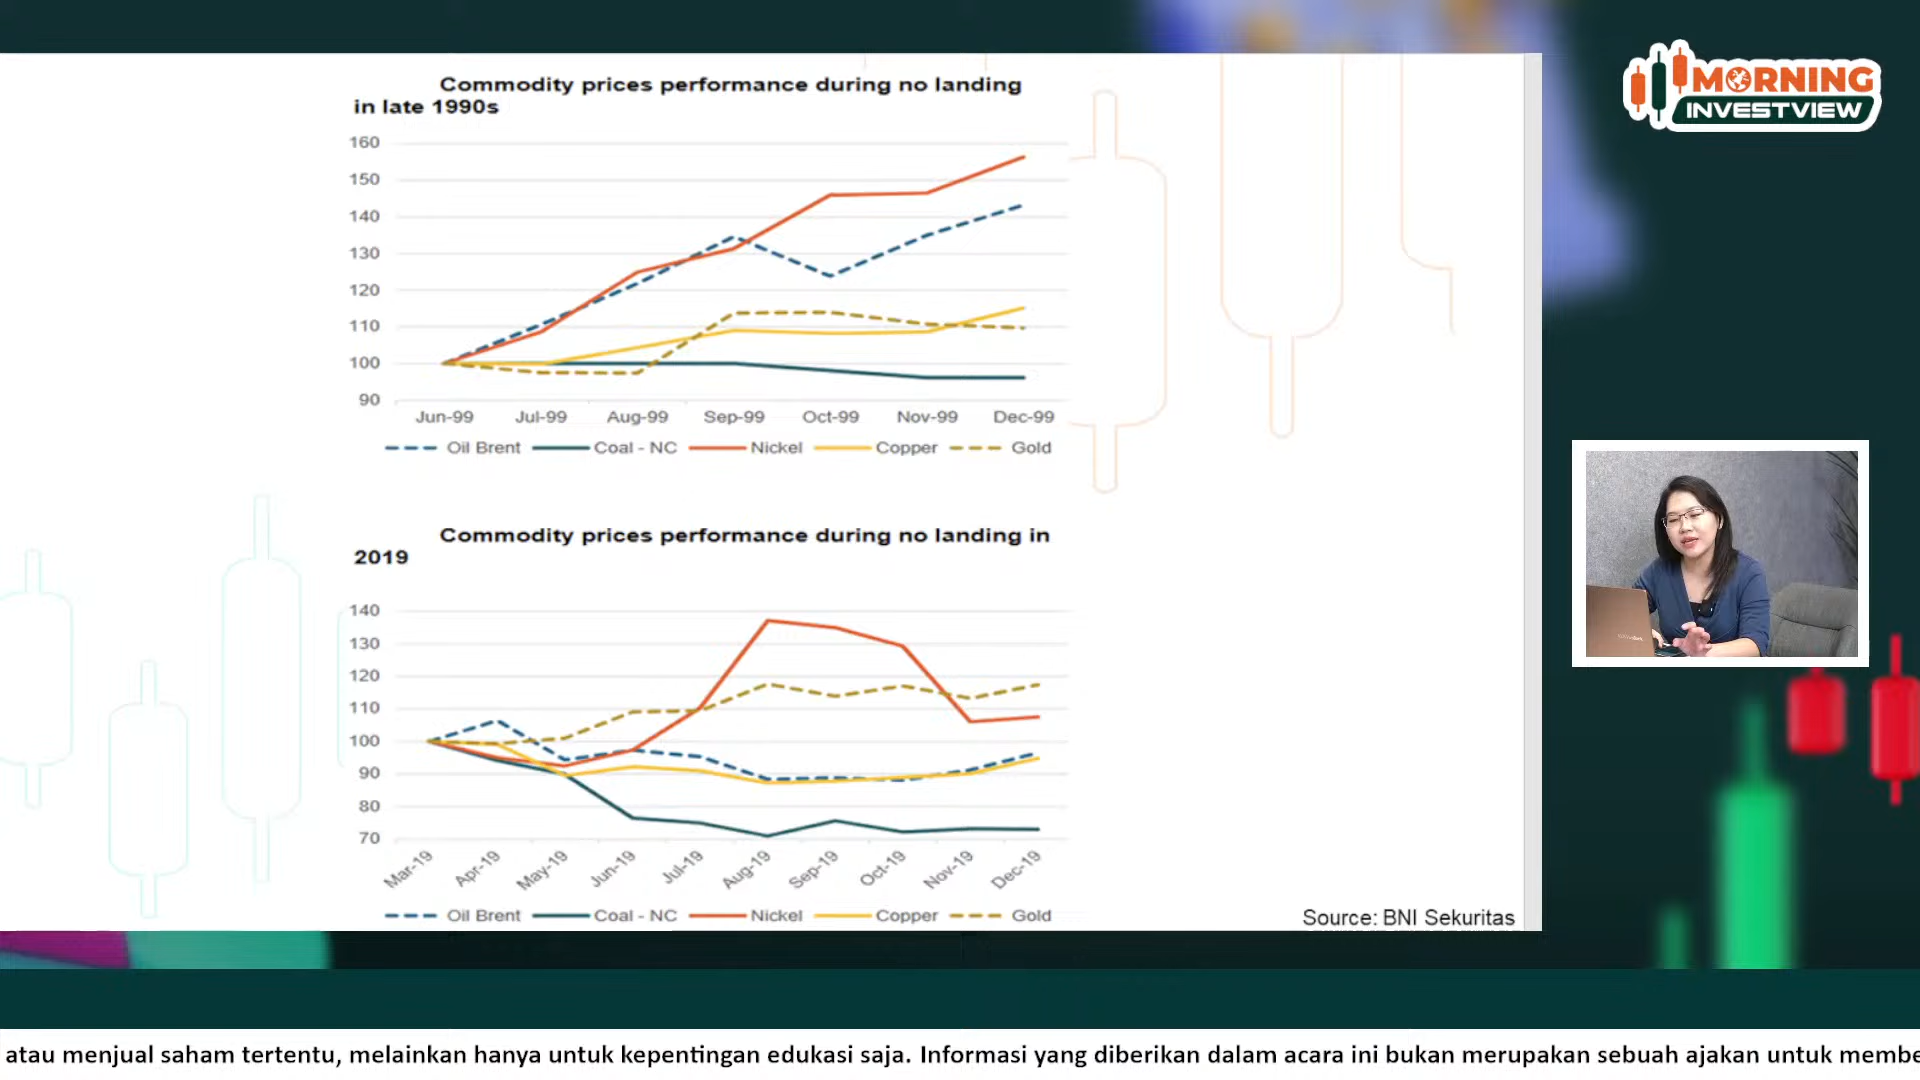 MORNING
INVESTVIEW
Commodity prices performance during no landing
in late 1990s
160
150
140
130
120
110
100
90
Jun-99 Jul-99 Aug-99 Sep-99 Oct-99 Nov-99 Dec-99
Oil Brent Coal - NC Nickel Copper Gold
Commodity prices performance during no landing in
2019
140
130
120
110
100
90
80
70
Mar-19 Apr-19 May-19 Jun-19 Jul-19 Aug-19 Sep-19 Oct-19 Nov-19 Dec-19
Oil Brent Coal - NC Nickel Copper Gold
Source: BNI Sekuritas
atau menjual saham tertentu, melainkan hanya untuk kepentingan edukasi saja. Informasi yang diberikan dalam acara ini bukan merupakan sebuah ajakan untuk membe